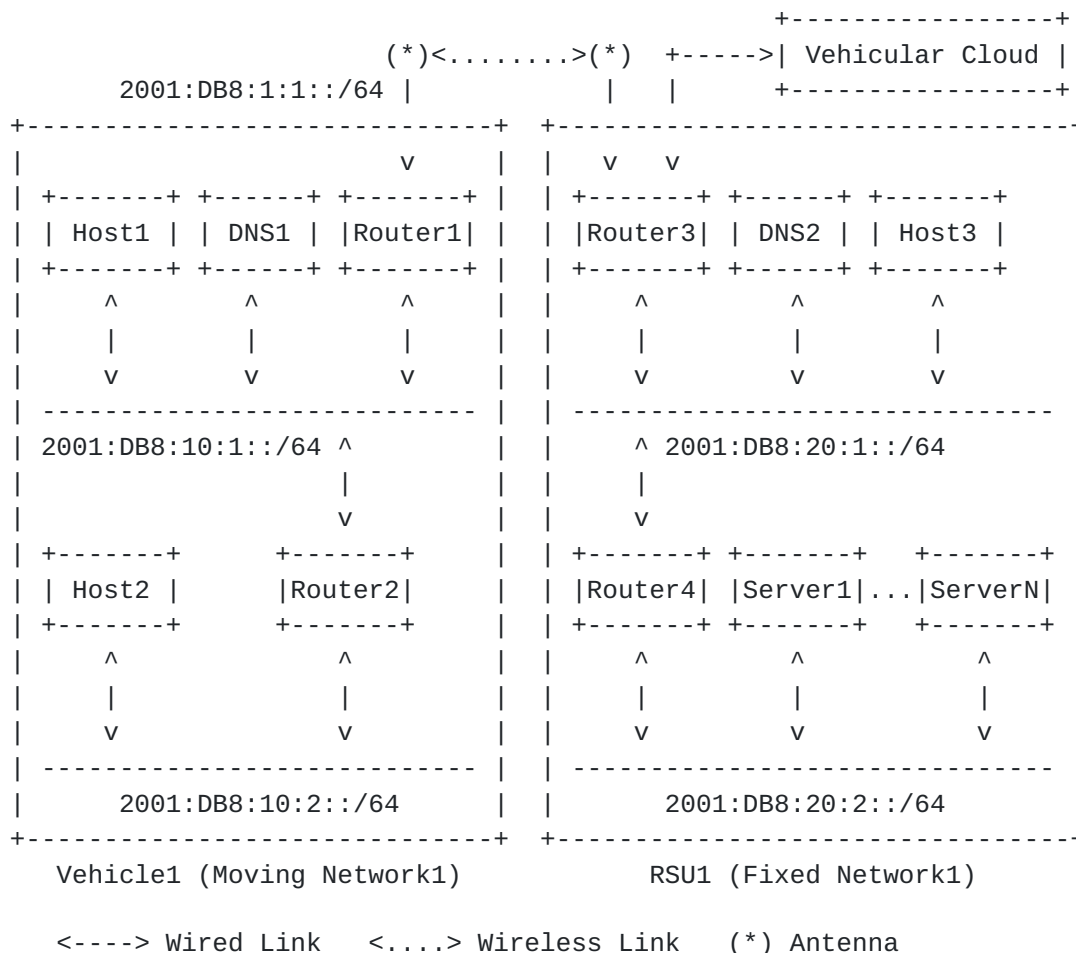 +-----------------+
                        (*)<........>(*)  +----->| Vehicular Cloud |
       2001:DB8:1:1::/64 |            |   |      +-----------------+
+------------------------------+  +---------------------------------+
|                        v     |  |   v   v
| +-------+ +------+ +-------+ |  | +-------+ +------+ +-------+
| | Host1 | | DNS1 | |Router1| |  | |Router3| | DNS2 | | Host3 |
| +-------+ +------+ +-------+ |  | +-------+ +------+ +-------+
|     ^        ^         ^     |  |     ^         ^        ^
|     |        |         |     |  |     |         |        |
|     v        v         v     |  |     v         v        v
| ---------------------------- |  | -------------------------------
| 2001:DB8:10:1::/64 ^         |  |     ^ 2001:DB8:20:1::/64
|                    |         |  |     |
|                    v         |  |     v
| +-------+      +-------+     |  | +-------+ +-------+   +-------+
| | Host2 |      |Router2|     |  | |Router4| |Server1|...|ServerN|
| +-------+      +-------+     |  | +-------+ +-------+   +-------+
|     ^              ^         |  |     ^         ^           ^
|     |              |         |  |     |         |           |
|     v              v         |  |     v         v           v
| ---------------------------- |  | -------------------------------
|      2001:DB8:10:2::/64      |  |       2001:DB8:20:2::/64
+------------------------------+  +---------------------------------+
   Vehicle1 (Moving Network1)            RSU1 (Fixed Network1)

   <----> Wired Link   <....> Wireless Link   (*) Antenna